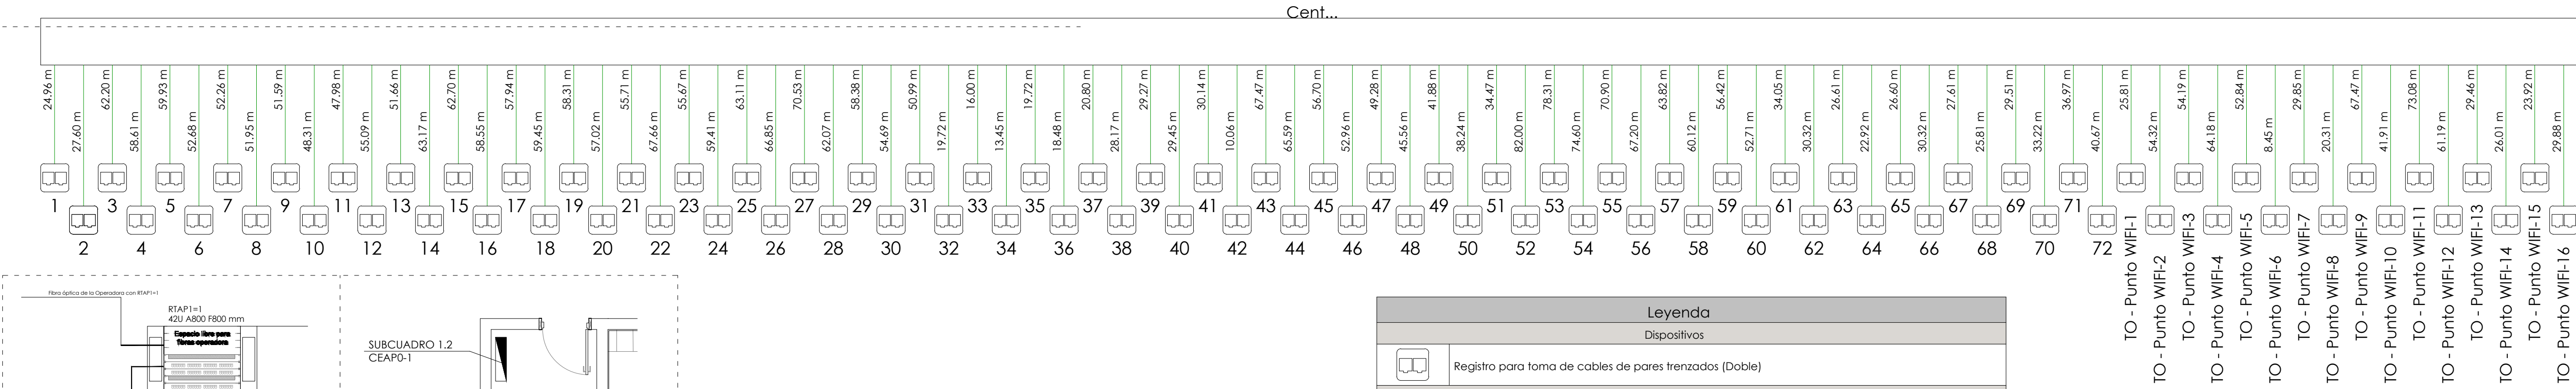 Cent...
24.96 m
27.60 m
62.20 m
58.61 m
59.93 m
52.68 m
52.26 m
51.95 m
51.59 m
48.31 m
47.98 m
55.09 m
51.66 m
63.17 m
62.70 m
58.55 m
57.94 m
59.45 m
58.31 m
57.02 m
55.71 m
67.66 m
55.67 m
59.41 m
63.11 m
66.85 m
70.53 m
62.07 m
58.38 m
54.69 m
50.99 m
19.72 m
16.00 m
13.45 m
19.72 m
18.48 m
20.80 m
28.17 m
29.27 m
29.45 m
30.14 m
10.06 m
67.47 m
65.59 m
56.70 m
52.96 m
49.28 m
45.56 m
41.88 m
38.24 m
34.47 m
82.00 m
78.31 m
74.60 m
70.90 m
67.20 m
63.82 m
60.12 m
56.42 m
52.71 m
34.05 m
30.32 m
26.61 m
22.92 m
26.60 m
30.32 m
27.61 m
25.81 m
29.51 m
33.22 m
36.97 m
40.67 m
25.81 m
54.32 m
54.19 m
64.18 m
52.84 m
8.45 m
29.85 m
20.31 m
67.47 m
41.91 m
73.08 m
61.19 m
29.46 m
26.01 m
23.92 m
29.88 m
1
2
3
4
5
6
7
8
9
10
11
12
13
14
15
16
17
18
19
20
21
22
23
24
25
26
27
28
29
30
31
32
33
34
35
36
37
38
39
40
41
42
43
44
45
46
47
48
49
50
51
52
53
54
55
56
57
58
59
60
61
62
63
64
65
66
67
68
69
70
71
72
TO - Punto WIFI-1
TO - Punto WIFI-2
TO - Punto WIFI-3
TO - Punto WIFI-4
TO - Punto WIFI-5
TO - Punto WIFI-6
TO - Punto WIFI-7
TO - Punto WIFI-8
TO - Punto WIFI-9
TO - Punto WIFI-10
TO - Punto WIFI-11
TO - Punto WIFI-12
TO - Punto WIFI-13
TO - Punto WIFI-14
TO - Punto WIFI-15
TO - Punto WIFI-16
Fibra óptica de la Operadora con RTAP1=1
RTAP1=1
42U A800 F800 mm
Espacio libre para
fibras operadora
SUBCUADRO 1.2
CEAP0-1
Leyenda
Dispositivos
Registro para toma de cables de pares trenzados (Doble)